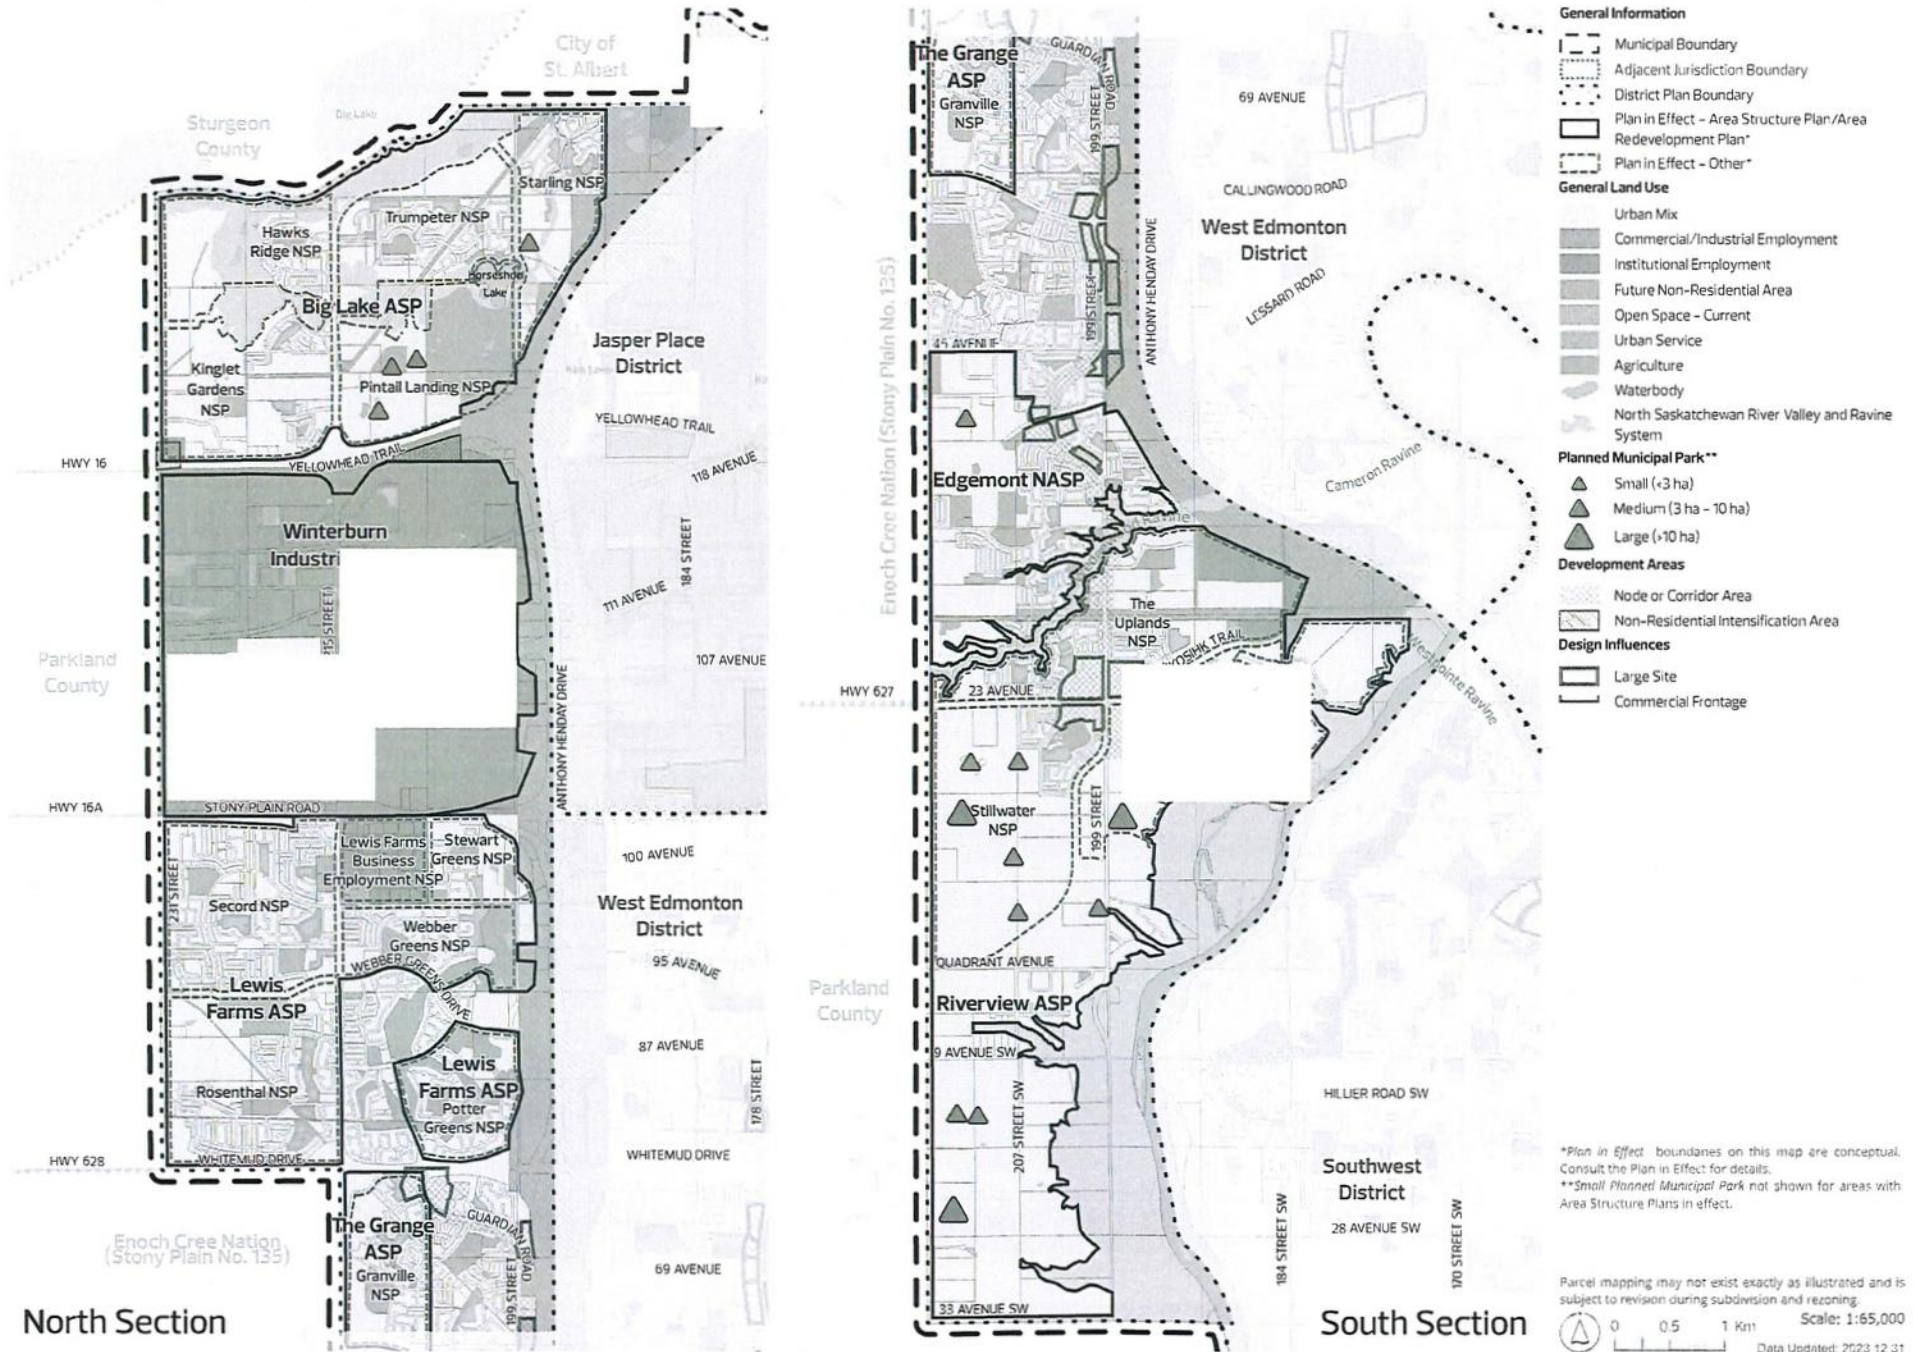 City of
St. Albert
Big Lake
Sturgeon
County
Starling NSP
Trumpeter NSP
Hawks
Ridge NSP
Horseshoe
Lake
Big Lake ASP
Jasper Place
District
Kinglet
Gardens
NSP
Pintail Landing NSP
YELLOWHEAD TRAIL
HWY 16
YELLOWHEAD TRAIL
118 AVENUE
Winterburn
Industri
184 STREET
111 AVENUE
215 STREET
Parkland
County
107 AVENUE
ANTHONY HENDAY DRIVE
HWY 16A
STONY PLAIN ROAD
Lewis Farms
Business
Employment NSP
Stewart
Greens NSP
100 AVENUE
231 STREET
Secord NSP
West Edmonton
District
Webber
Greens NSP
95 AVENUE
WEBBER GREENS DRIVE
Lewis
Farms ASP
87 AVENUE
Lewis
Farms ASP
Potter
Greens NSP
Rosenthal NSP
178 STREET
HWY 628
WHITEMUD DRIVE
WHITEMUD DRIVE
The Grange
ASP
Granville
NSP
GUARDIAN ROAD
Enoch Cree Nation
(Stony Plain No. 135)
69 AVENUE
199 STREET
North Section
The Grange
ASP
Granville
NSP
GUARDIAN ROAD
199 STREET
69 AVENUE
CALLINGWOOD ROAD
West Edmonton
District
ANTHONY HENDAY DRIVE
LESSARD ROAD
Enoch Cree Nation (Stony Plain No. 135)
199 STREET
45 AVENUE
Cameron Ravine
Edgemont NASP
Ravine
The
Uplands
NSP
KOSIHK TRAIL
Westpointe Ravine
HWY 627
23 AVENUE
Stillwater
NSP
199 STREET
QUADRANT AVENUE
Parkland
County
Riverview ASP
9 AVENUE SW
207 STREET SW
HILLIER ROAD SW
Southwest
District
184 STREET SW
28 AVENUE SW
170 STREET SW
33 AVENUE SW
South Section
General Information
Municipal Boundary
Adjacent Jurisdiction Boundary
District Plan Boundary
Plan in Effect - Area Structure Plan/Area
Redevelopment Plan*
Plan in Effect - Other*
General Land Use
Urban Mix
Commercial/Industrial Employment
Institutional Employment
Future Non-Residential Area
Open Space - Current
Urban Service
Agriculture
Waterbody
North Saskatchewan River Valley and Ravine
System
Planned Municipal Park**
Small (<3 ha)
Medium (3 ha - 10 ha)
Large (>10 ha)
Development Areas
Node or Corridor Area
Non-Residential Intensification Area
Design Influences
Large Site
Commercial Frontage
*Plan in Effect boundaries on this map are conceptual.
Consult the Plan in Effect for details.
**Small Planned Municipal Park not shown for areas with
Area Structure Plans in effect.
Parcel mapping may not exist exactly as illustrated and is
subject to revision during subdivision and rezoning.
Scale: 1:65,000
0 0.5 1 Km
Data Updated: 2023 12 31